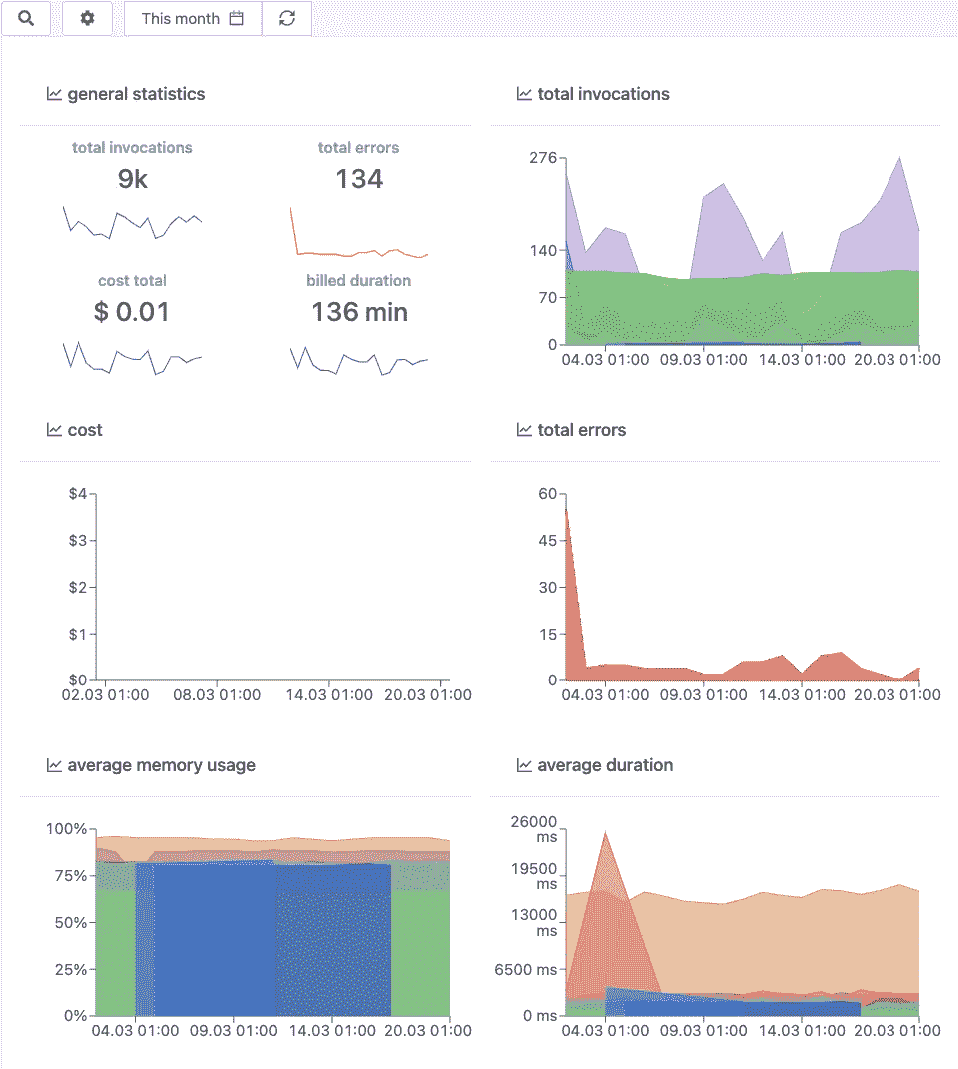 This month
general statistics
total invocations
9k
total errors
134
cost total
$ 0.01
billed duration
136 min
total invocations
276
140
70
0
04.03 01:00 09.03 01:00 14.03 01:00 20.03 01:00
cost
$4
$3
$2
$1
$0
02.03 01:00 08.03 01:00 14.03 01:00 20.03 01:00
total errors
60
45
30
15
0
04.03 01:00 09.03 01:00 14.03 01:00 20.03 01:00
average memory usage
100%
75%
50%
25%
0%
04.03 01:00 09.03 01:00 14.03 01:00 20.03 01:00
average duration
26000
ms
19500
ms
13000
ms
6500 ms
0 ms
04.03 01:00 09.03 01:00 14.03 01:00 20.03 01:00